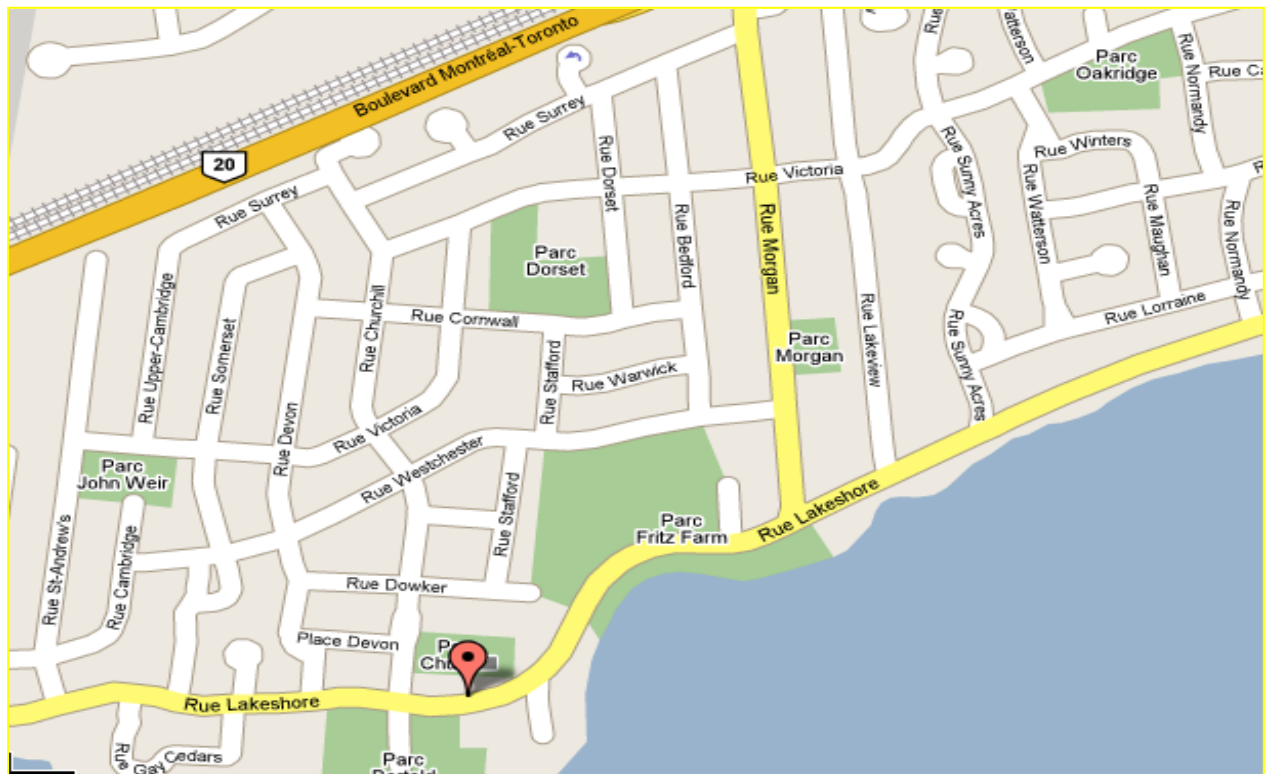 Boulevard Montréal-Toronto
20
Rue
Rue Normandy
Parc
Oakridge
Rue
Rue Surrey
Rue Dorset
Rue Victoria
Rue Sunny Acres
Rue Winters
Rue Watterson
Rue Maughan
Rue Normandy
Rue Surrey
Rue Bedford
Rue Morgan
Parc
Dorset
Rue Upper-Cambridge
Rue Churchill
Rue Cornwall
Rue Lakeview
Rue Lorraine
Rue Somerset
Rue Stafford
Parc
Morgan
Rue Sunny Acres
Rue Warwick
Rue Devon
Rue Victoria
Rue Westchester
Parc
John Weir
Rue Stafford
Rue Lakeshore
Parc
Fritz Farm
Rue St-Andrew's
Rue Cambridge
Rue Dowker
Place Devon
Rue Lakeshore
Rue Gay Cedars
Parc